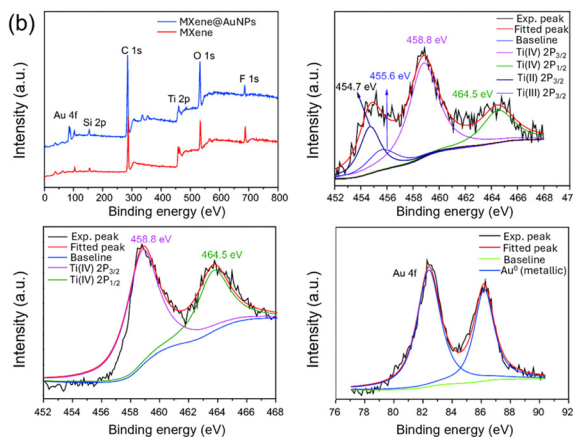 (b)
MXene@AuNPs
MXene
C 1s
O 1s
F 1s
Ti 2p
Au 4f
Si 2p
Intensity (a.u.)
0 100 200 300 400 500 600 700 800
Binding energy (eV)
Exp. peak
Fitted peak
Baseline
Ti(IV) 2P3/2
Ti(IV) 2P1/2
Ti(II) 2P3/2
Ti(III) 2P3/2
458.8 eV
455.6 eV
454.7 eV
464.5 eV
Intensity (a.u.)
452 454 456 458 460 462 464 466 468 47
Binding energy (eV)
Exp. peak
Fitted peak
Baseline
Ti(IV) 2P3/2
Ti(IV) 2P1/2
458.8 eV
464.5 eV
Intensity (a.u.)
452 454 456 458 460 462 464 466 468
Binding energy (eV)
Exp. peak
Fitted peak
Baseline
Au0 (metallic)
Au 4f
Intensity (a.u.)
76 78 80 82 84 86 88 90 92
Binding energy (eV)